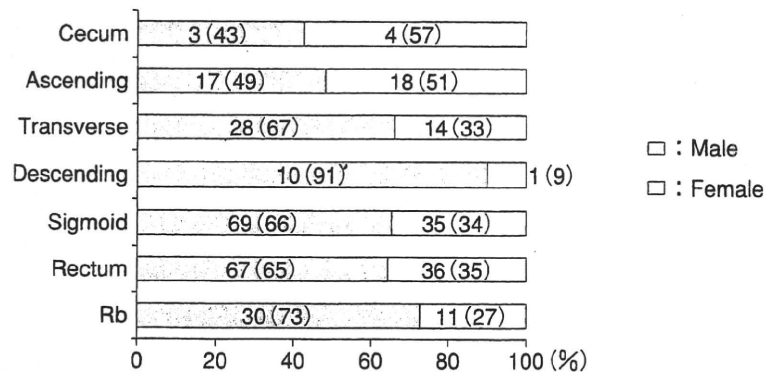 Cecum 3 (43) 4 (57)
Ascending 17 (49) 18 (51)
Transverse 28 (67) 14 (33)
Descending 10 (91) 1 (9)
Sigmoid 69 (66) 35 (34)
Rectum 67 (65) 36 (35)
Rb 30 (73) 11 (27)
0 20 40 60 80 100 (%)
: Male
: Female